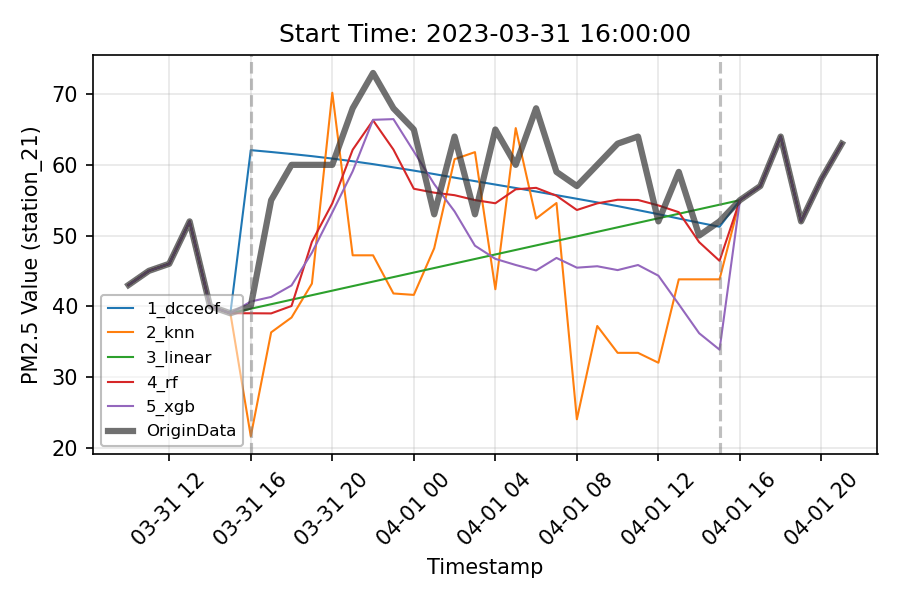 Start Time: 2023-03-31 16:00:00
PM2.5 Value (station_21)
70
60
50
40
30
20
1_dcceof
2_knn
3_linear
4_rf
5_xgb
OriginData
03-31 12
03-31 16
03-31 20
04-01 00
04-01 04
04-01 08
04-01 12
04-01 16
04-01 20
Timestamp